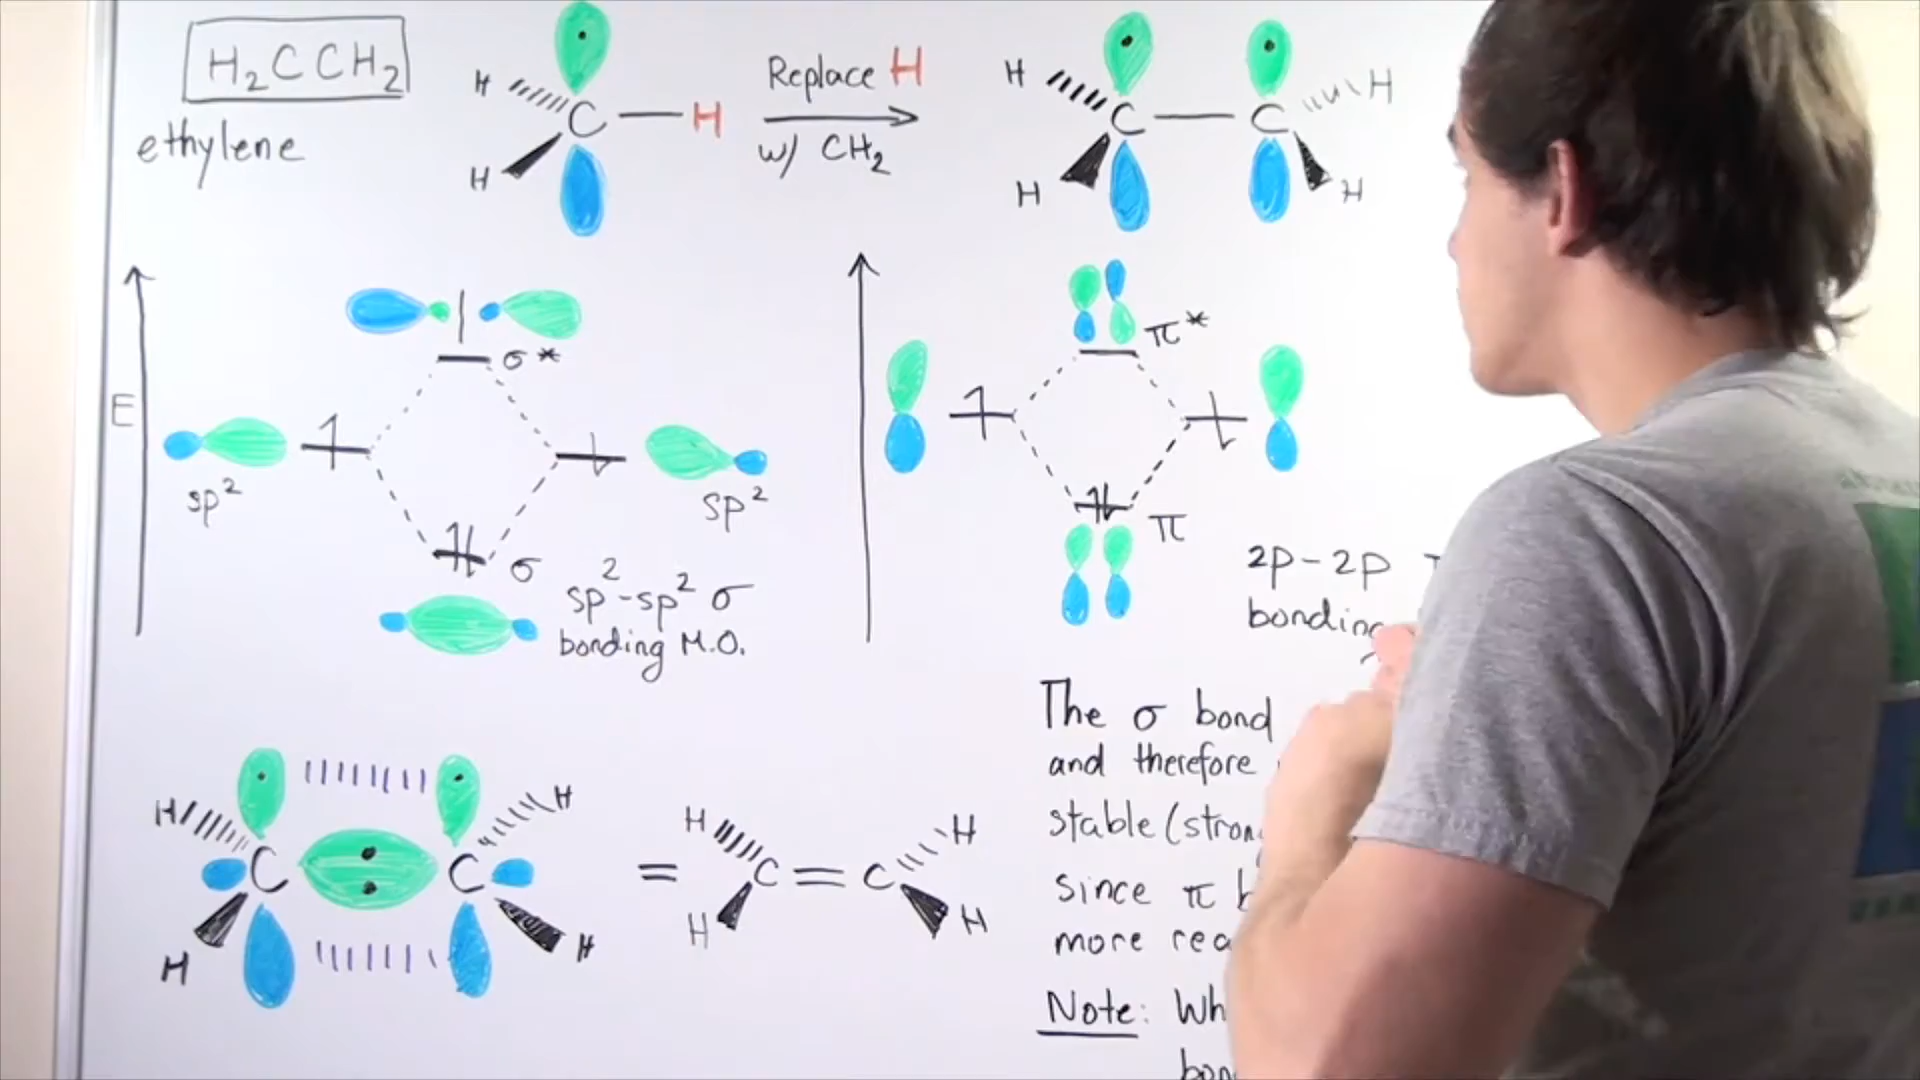 H₂CCH₂
ethylene
H
C
H
H
Replace H
w/ CH₂
H
C
C
H
H
H
E
σ*
sp²
sp²
σ
sp²-sp² σ
bonding M.O.
π*
π
2p-2p
bonding
The σ bond
and therefore
stable (stron
since π b
more rea
Note: Wh
bon
H
C
C
H
H
H
=
H
C=C
H
H
H